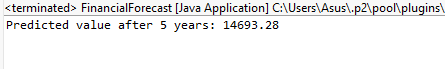 <terminated> FinancialForecast [Java Application] C:\Users\Asus\.p2\pool\plugins\
Predicted value after 5 years: 14693.28